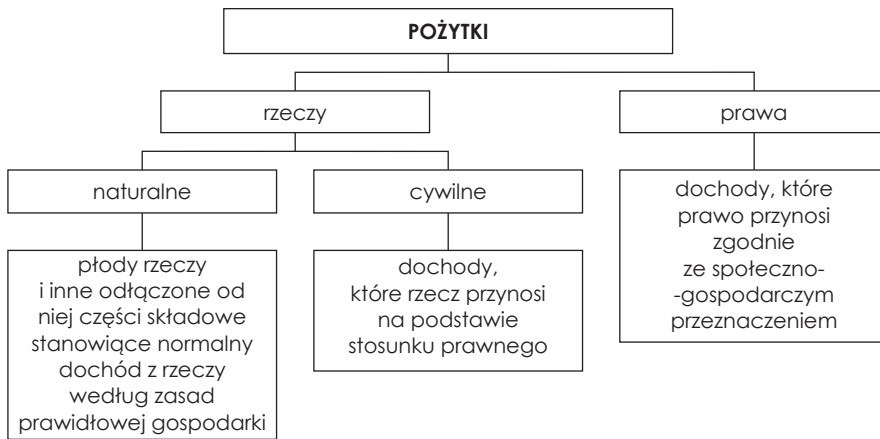 POŻYTKI
rzeczy
prawa
naturalne
cywilne
płody rzeczy
i inne odłączone od
niej części składowe
stanowiące normalny
dochód z rzeczy
według zasad
prawidłowej gospodarki
dochody,
które rzecz przynosi
na podstawie
stosunku prawnego
dochody, które
prawo przynosi
zgodnie
ze społeczno-
-gospodarczym
przeznaczeniem